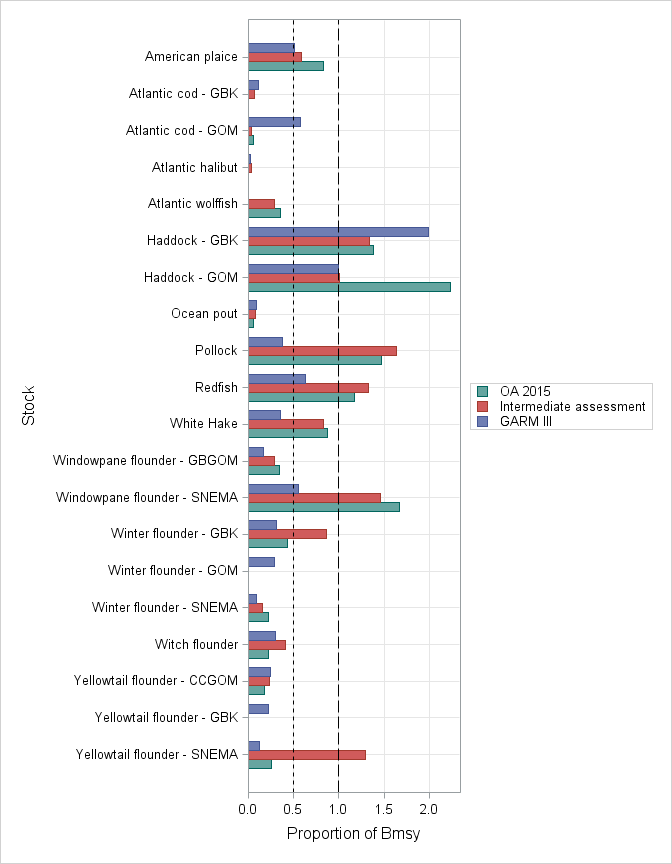 American plaice
Atlantic cod - GBK
Atlantic cod - GOM
Atlantic halibut
Atlantic wolffish
Haddock - GBK
Haddock - GOM
Ocean pout
Pollock
Redfish
White Hake
Windowpane flounder - GBGOM
Windowpane flounder - SNEMA
Winter flounder - GBK
Winter flounder - GOM
Winter flounder - SNEMA
Witch flounder
Yellowtail flounder - CCGOM
Yellowtail flounder - GBK
Yellowtail flounder - SNEMA
Stock
0.0 0.5 1.0 1.5 2.0
Proportion of Bmsy
OA 2015
Intermediate assessment
GARM III